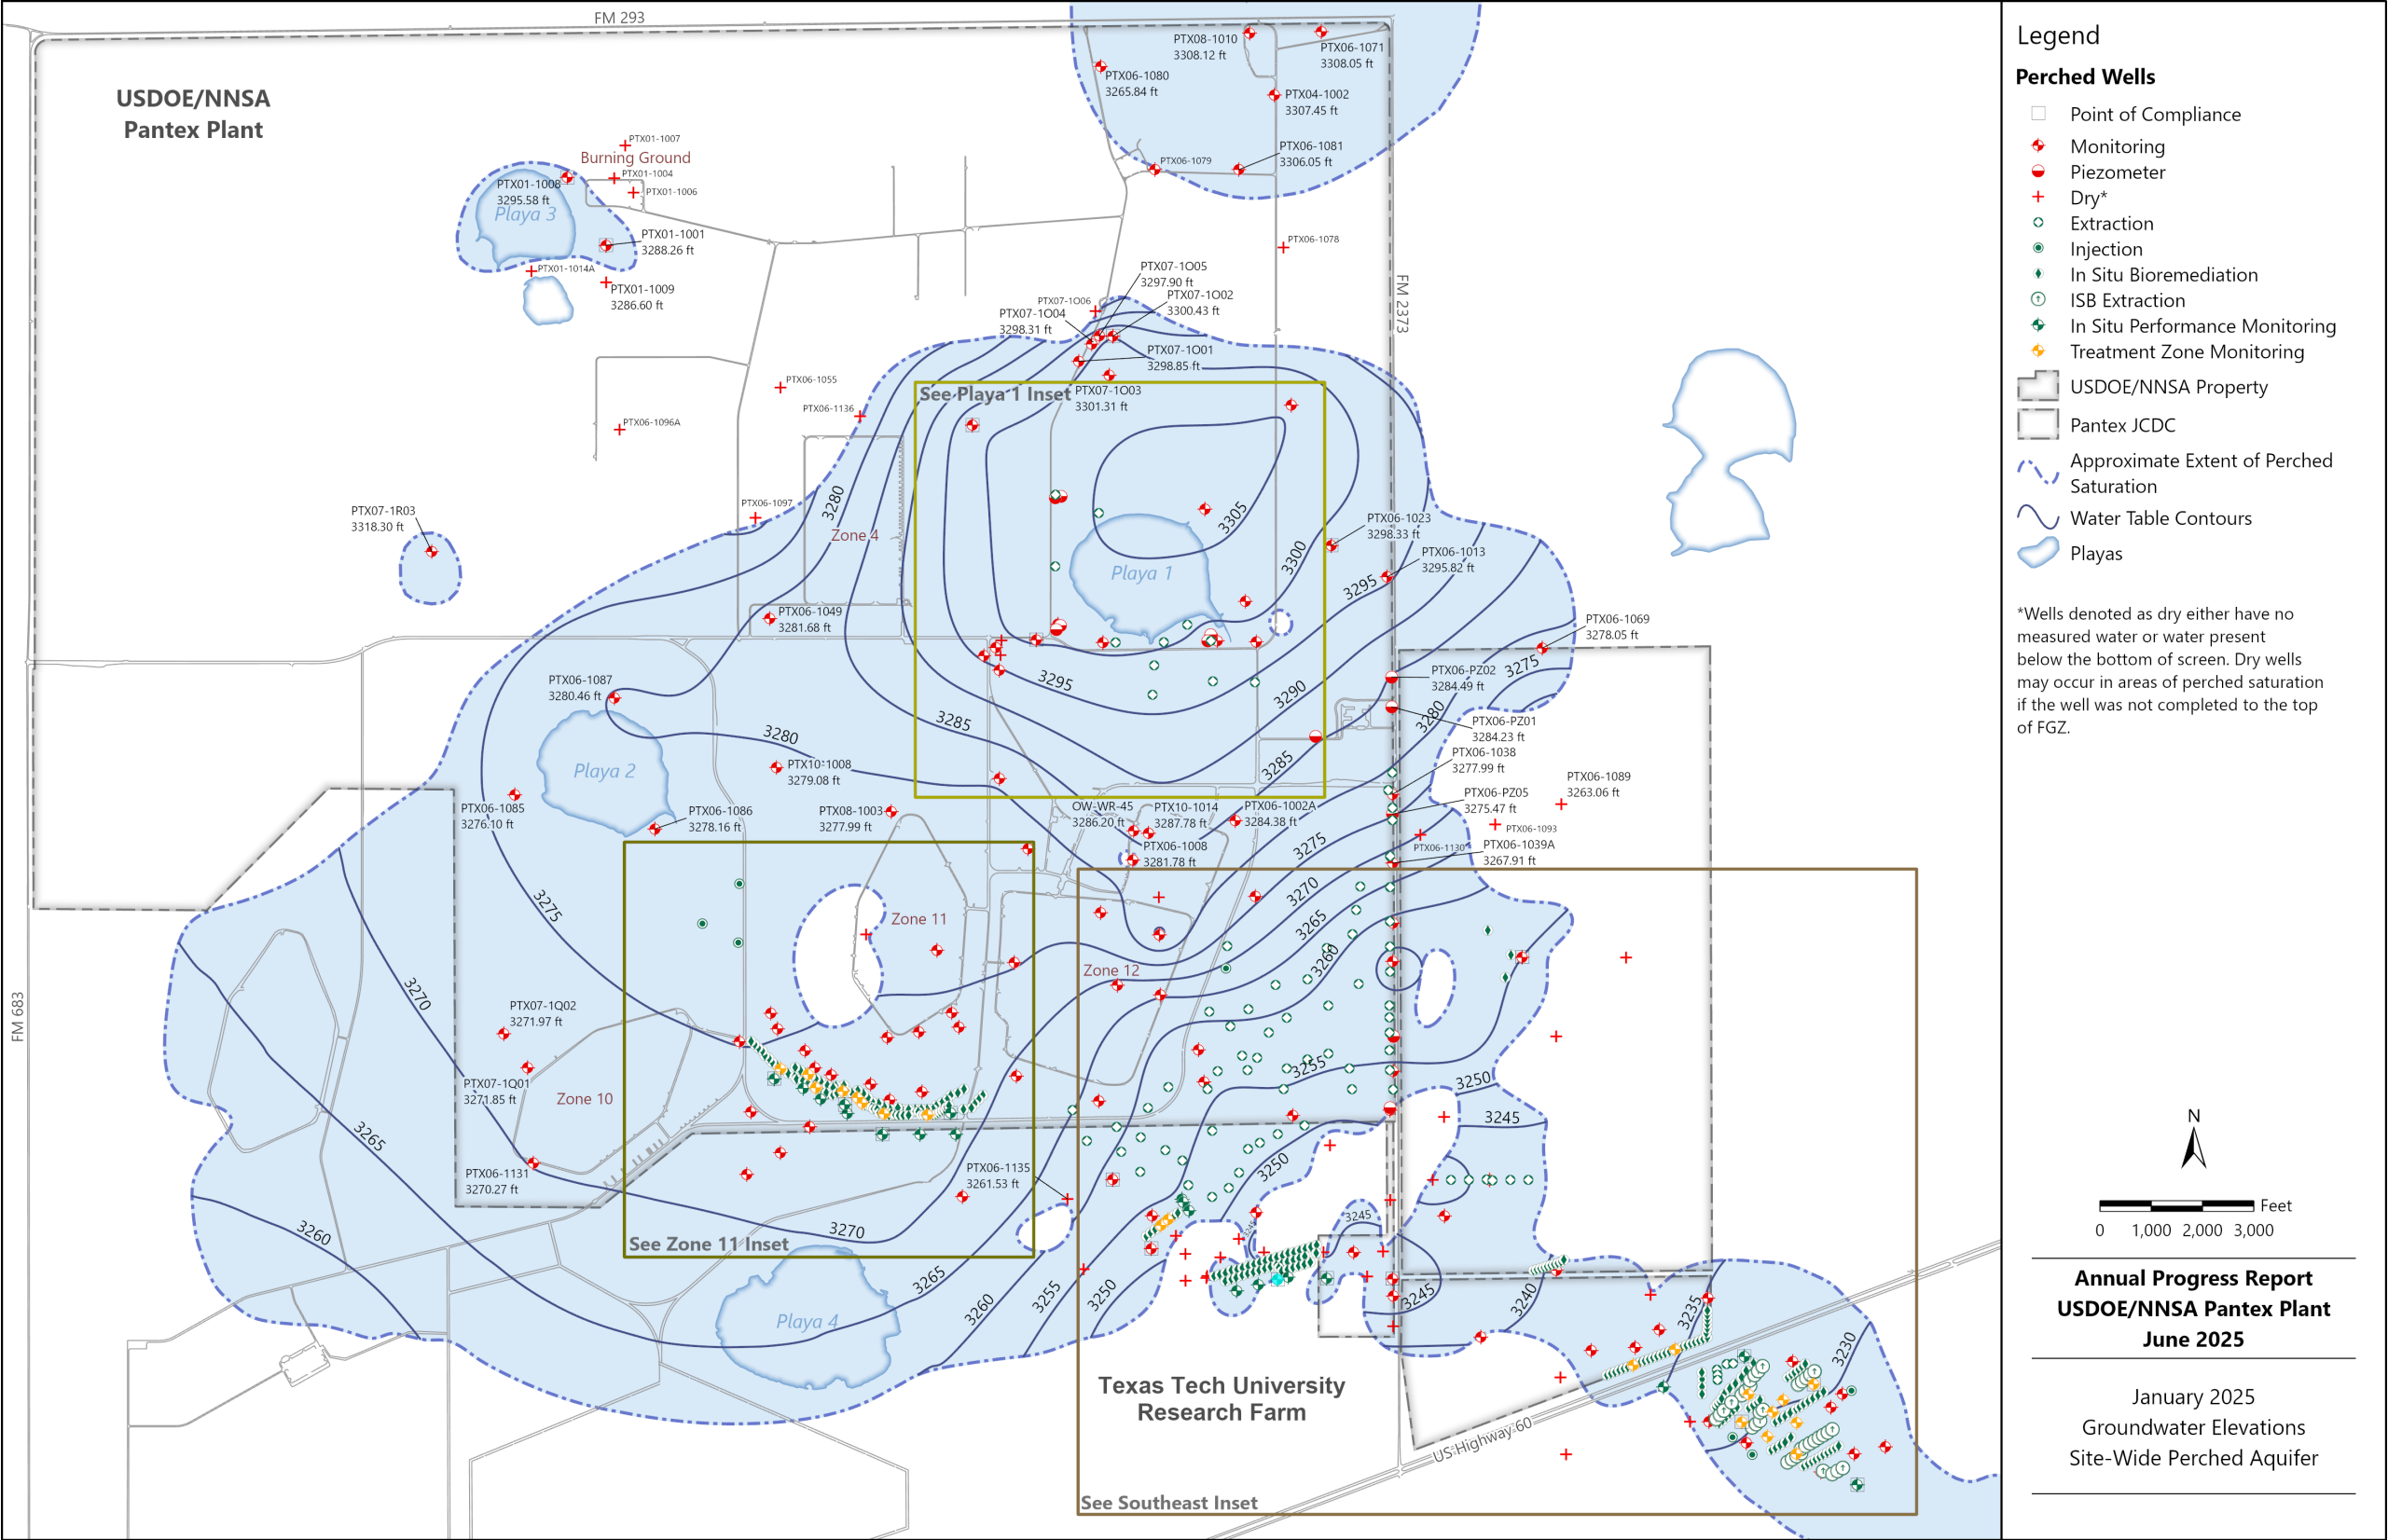 FM 293
USDOE/NNSA
Pantex Plant
PTX08-1010
3308.12 ft
PTX06-1071
3308.05 ft
PTX06-1080
3265.84 ft
PTX04-1002
3307.45 ft
PTX06-1081
3306.05 ft
PTX06-1079
PTX01-1007
Burning Ground
PTX01-1004
PTX01-1008
3295.58 ft
PTX01-1006
Playa 3
PTX01-1001
3288.26 ft
PTX01-1014A
PTX01-1009
3286.60 ft
PTX06-1078
FM 2373
PTX07-1O05
3297.90 ft
PTX07-1O06
PTX07-1O02
3300.43 ft
PTX07-1O04
3298.31 ft
PTX07-1O01
3298.85 ft
PTX07-1O03
3301.31 ft
See Playa 1 Inset
PTX06-1055
PTX06-1136
PTX06-1096A
PTX06-1097
3280
Zone 4
PTX07-1R03
3318.30 ft
3305
3300
Playa 1
PTX06-1023
3298.33 ft
PTX06-1013
3295.82 ft
3295
PTX06-1049
3281.68 ft
PTX06-1069
3278.05 ft
3275
PTX06-1087
3280.46 ft
3295
3290
3285
PTX06-PZ02
3284.49 ft
3280
PTX06-PZ01
3284.23 ft
3280
Playa 2
PTX10-1008
3279.08 ft
3285
PTX06-1038
3277.99 ft
PTX06-1089
3263.06 ft
PTX06-1085
3276.10 ft
PTX06-1086
3278.16 ft
PTX08-1003
3277.99 ft
OW-WR-45
3286.20 ft
PTX10-1014
3287.78 ft
PTX06-1002A
3284.38 ft
PTX06-PZ05
3275.47 ft
PTX06-1093
PTX06-1008
3281.78 ft
3275
PTX06-1130
PTX06-1039A
3267.91 ft
3275
3270
Zone 11
3265
3260
Zone 12
3270
PTX07-1Q02
3271.97 ft
FM 683
PTX07-1Q01
3271.85 ft
Zone 10
3255
3250
3245
3265
PTX06-1131
3270.27 ft
PTX06-1135
3261.53 ft
3250
3260
3270
3245
3245
See Zone 11 Inset
3265
3260
3255
3250
3245
3240
3235
3230
Playa 4
Texas Tech University
Research Farm
US Highway 60
See Southeast Inset
Legend
Perched Wells
Point of Compliance
Monitoring
Piezometer
Dry*
Extraction
Injection
In Situ Bioremediation
ISB Extraction
In Situ Performance Monitoring
Treatment Zone Monitoring
USDOE/NNSA Property
Pantex JCDC
Approximate Extent of Perched
Saturation
Water Table Contours
Playas
*Wells denoted as dry either have no
measured water or water present
below the bottom of screen. Dry wells
may occur in areas of perched saturation
if the well was not completed to the top
of FGZ.
N
Feet
0 1,000 2,000 3,000
Annual Progress Report
USDOE/NNSA Pantex Plant
June 2025
January 2025
Groundwater Elevations
Site-Wide Perched Aquifer